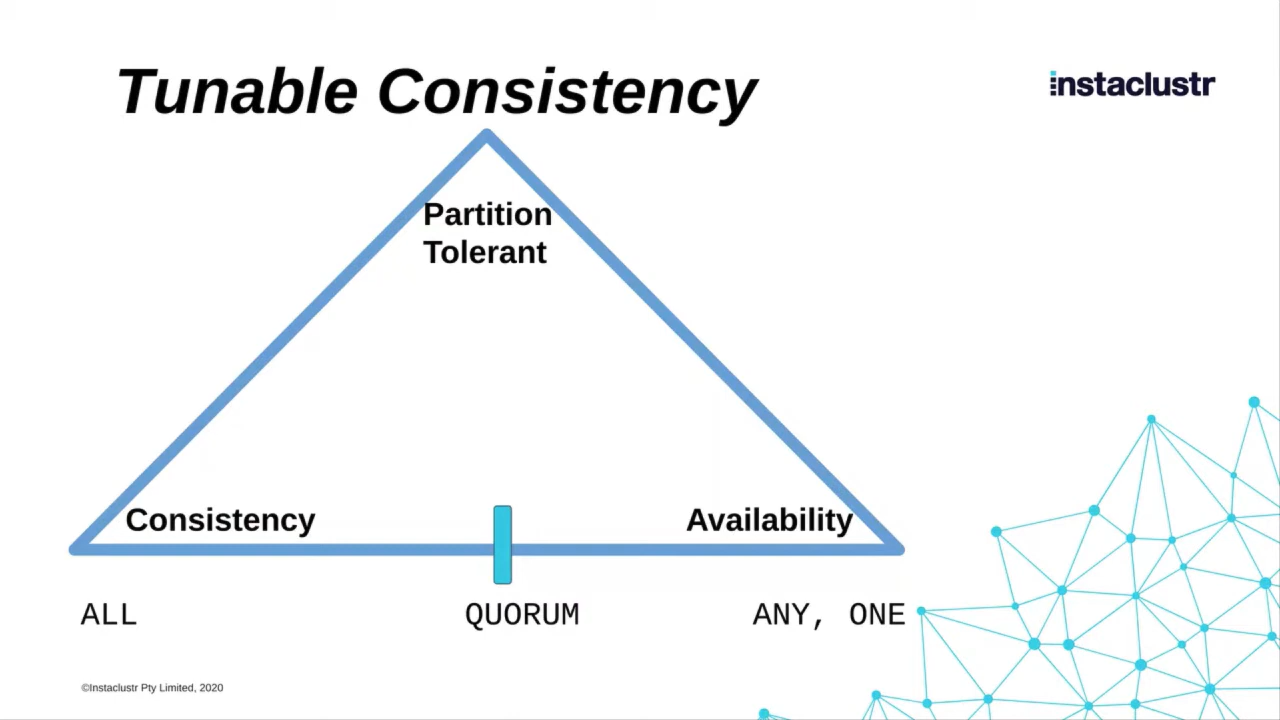 Tunable Consistency
instaclustr
Partition
Tolerant
Consistency
Availability
ALL
QUORUM
ANY, ONE
©Instaclustr Pty Limited, 2020